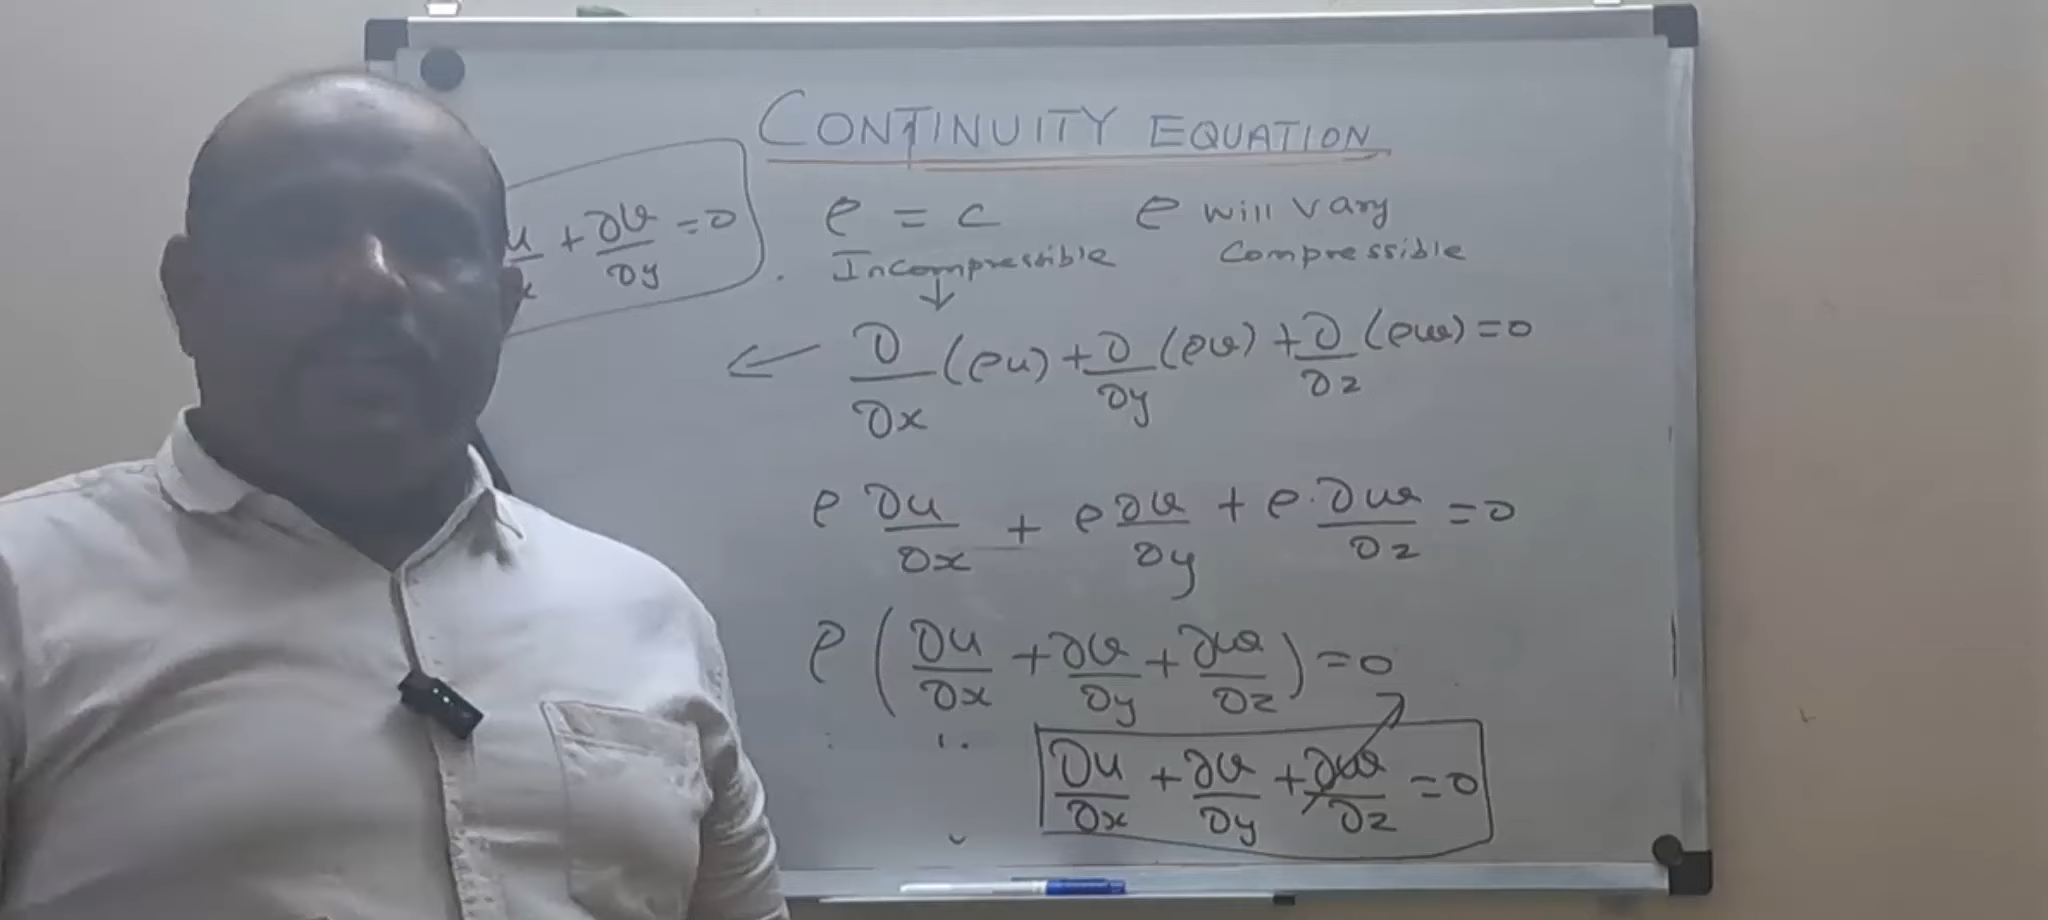 CONTINUITY EQUATION
+ ∂v/∂y = 0
ρ = c ρ will vary
Incompressible Compressible
↓
← ∂/∂x (ρu) + ∂/∂y (ρv) + ∂/∂z (ρw) = 0
ρ ∂u/∂x + ρ ∂v/∂y + ρ · ∂w/∂z = 0
ρ (∂u/∂x + ∂v/∂y + ∂w/∂z) = 0
∂u/∂x + ∂v/∂y + ∂w/∂z = 0